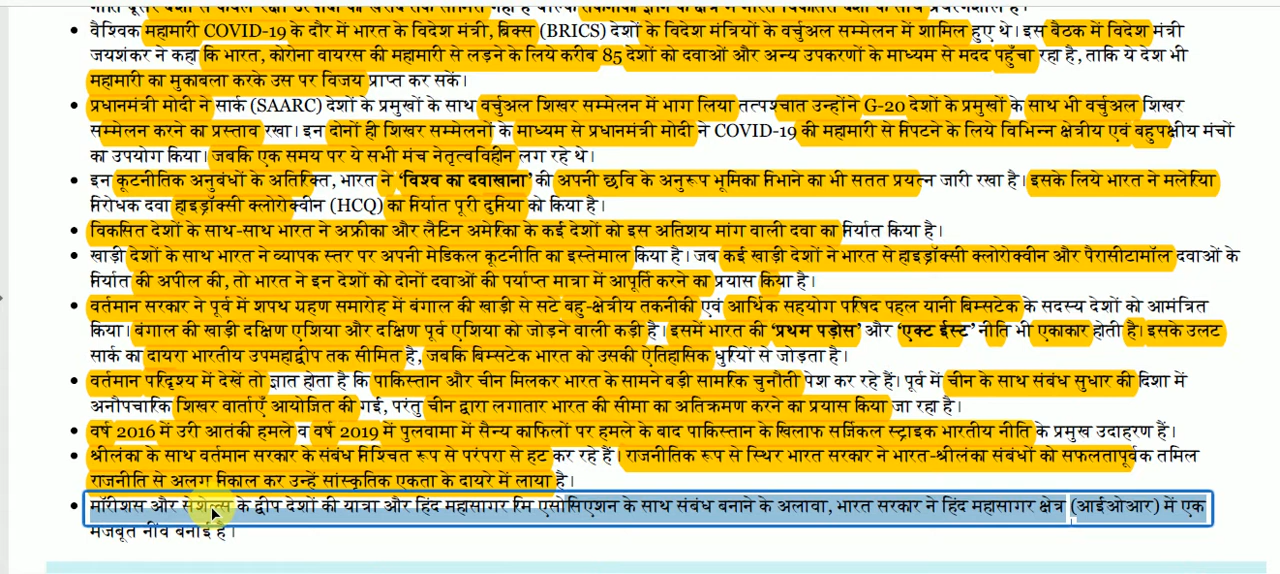 वैश्विक महामारी COVID-19 के दौर में भारत के विदेश मंत्री, ब्रिक्स (BRICS) देशों के विदेश मंत्रियों के वर्चुअल सम्मेलन में शामिल हुए थे। इस बैठक में विदेश मंत्री
जयशंकर ने कहा कि भारत, कोरोना वायरस की महामारी से लड़ने के लिये करीब 85 देशों को दवाओं और अन्य उपकरणों के माध्यम से मदद पहुँचा रहा है, ताकि ये देश भी
महामारी का मुकाबला करके उस पर विजय प्राप्त कर सकें।
प्रधानमंत्री मोदी ने सार्क (SAARC) देशों के प्रमुखों के साथ वर्चुअल शिखर सम्मेलन में भाग लिया तत्पश्चात उन्होंने G-20 देशों के प्रमुखों के साथ भी वर्चुअल शिखर
सम्मेलन करने का प्रस्ताव रखा। इन दोनों ही शिखर सम्मेलनों के माध्यम से प्रधानमंत्री मोदी ने COVID-19 की महामारी से निपटने के लिये विभिन्न क्षेत्रीय एवं बहुपक्षीय मंचों
का उपयोग किया। जबकि एक समय पर ये सभी मंच नेतृत्वविहीन लग रहे थे।
इन कूटनीतिक अनुबंधों के अतिरिक्त, भारत ने ‘विश्व का दवाखाना’ की अपनी छवि के अनुरूप भूमिका निभाने का भी सतत प्रयत्न जारी रखा है। इसके लिये भारत ने मलेरिया
निरोधक दवा हाइड्रॉक्सी क्लोरोक्वीन (HCQ) का निर्यात पूरी दुनिया को किया है।
विकसित देशों के साथ-साथ भारत ने अफ्रीका और लैटिन अमेरिका के कई देशों को इस अतिशय मांग वाली दवा का निर्यात किया है।
खाड़ी देशों के साथ भारत ने व्यापक स्तर पर अपनी मेडिकल कूटनीति का इस्तेमाल किया है। जब कई खाड़ी देशों ने भारत से हाइड्रॉक्सी क्लोरोक्वीन और पैरासीटामॉल दवाओं के
निर्यात की अपील की, तो भारत ने इन देशों को दोनों दवाओं की पर्याप्त मात्रा में आपूर्ति करने का प्रयास किया है।
वर्तमान सरकार ने पूर्व में शपथ ग्रहण समारोह में बंगाल की खाड़ी से सटे बहु-क्षेत्रीय तकनीकी एवं आर्थिक सहयोग परिषद पहल यानी बिम्सटेक के सदस्य देशों को आमंत्रित
किया। बंगाल की खाड़ी दक्षिण एशिया और दक्षिण पूर्व एशिया को जोड़ने वाली कड़ी है। इसमें भारत की ‘प्रथम पड़ोस’ और ‘एक्ट ईस्ट’ नीति भी एकाकार होती है। इसके उलट
सार्क का दायरा भारतीय उपमहाद्वीप तक सीमित है, जबकि बिम्सटेक भारत को उसकी ऐतिहासिक धुरियों से जोड़ता है।
वर्तमान परिदृश्य में देखें तो ज्ञात होता है कि पाकिस्तान और चीन मिलकर भारत के सामने बड़ी सामरिक चुनौती पेश कर रहे हैं। पूर्व में चीन के साथ संबंध सुधार की दिशा में
अनौपचारिक शिखर वार्ताएँ आयोजित की गई, परंतु चीन द्वारा लगातार भारत की सीमा का अतिक्रमण करने का प्रयास किया जा रहा है।
वर्ष 2016 में उरी आतंकी हमले व वर्ष 2019 में पुलवामा में सैन्य काफिलों पर हमले के बाद पाकिस्तान के खिलाफ सर्जिकल स्ट्राइक भारतीय नीति के प्रमुख उदाहरण हैं।
श्रीलंका के साथ वर्तमान सरकार के संबंध निश्चित रूप से परंपरा से हट कर रहे हैं। राजनीतिक रूप से स्थिर भारत सरकार ने भारत-श्रीलंका संबंधों को सफलतापूर्वक तमिल
राजनीति से अलग निकाल कर उन्हें सांस्कृतिक एकता के दायरे में लाया है।
मॉरीशस और सेशेल्स के द्वीप देशों की यात्रा और हिंद महासागर रिम एसोसिएशन के साथ संबंध बनाने के अलावा, भारत सरकार ने हिंद महासागर क्षेत्र (आईओआर) में एक
मजबूत नींव बनाई है।